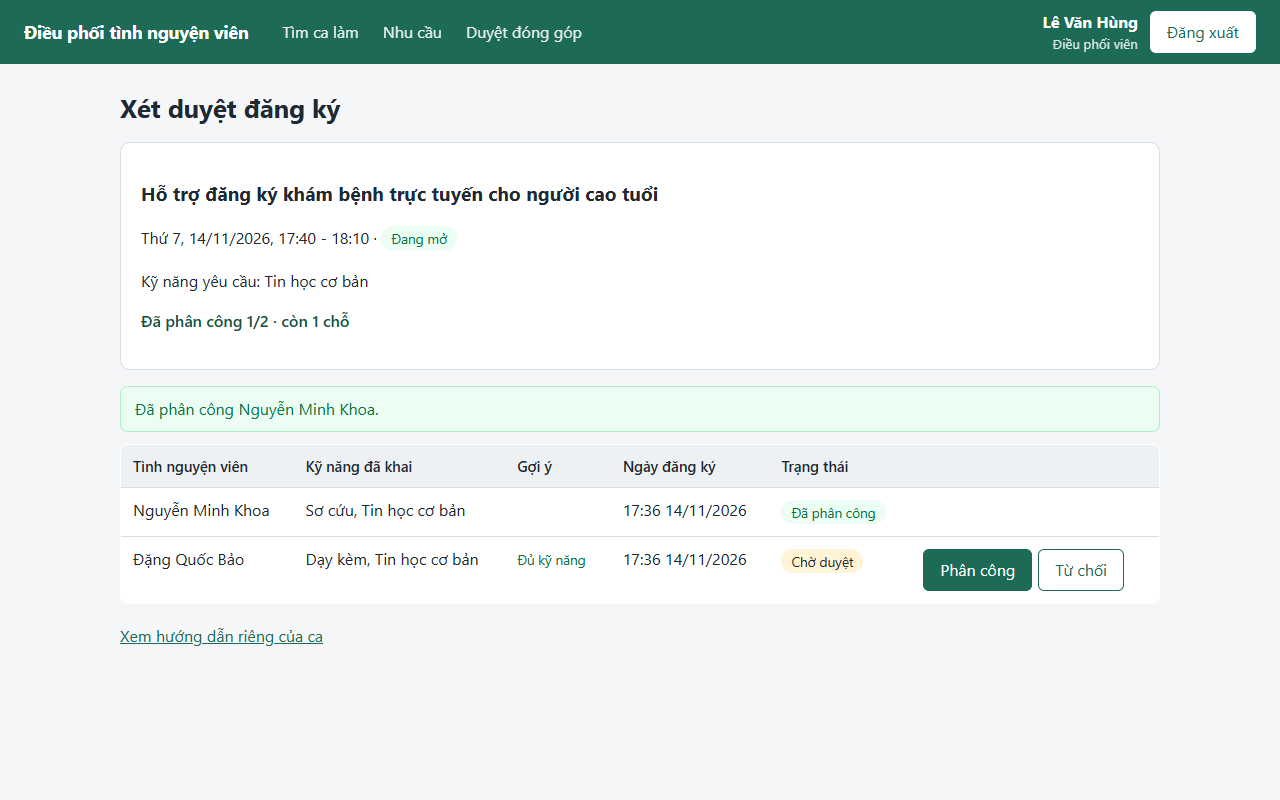 Điều phối tình nguyện viên
Tìm ca làm
Nhu cầu
Duyệt đóng góp
Lê Văn Hùng
Điều phối viên
Đăng xuất
Xét duyệt đăng ký
Hỗ trợ đăng ký khám bệnh trực tuyến cho người cao tuổi
Thứ 7, 14/11/2026, 17:40 - 18:10 · Đang mở
Kỹ năng yêu cầu: Tin học cơ bản
Đã phân công 1/2 · còn 1 chỗ
Đã phân công Nguyễn Minh Khoa.
Tình nguyện viên Kỹ năng đã khai Gợi ý Ngày đăng ký Trạng thái
Nguyễn Minh Khoa Sơ cứu, Tin học cơ bản 17:36 14/11/2026 Đã phân công
Đặng Quốc Bảo Dạy kèm, Tin học cơ bản Đủ kỹ năng 17:36 14/11/2026 Chờ duyệt Phân công Từ chối
Xem hướng dẫn riêng của ca